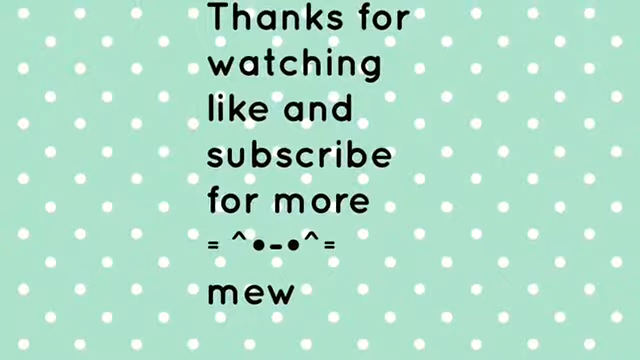 Thanks for
watching
like and
subscribe
for more
= ^•-•^=
mew